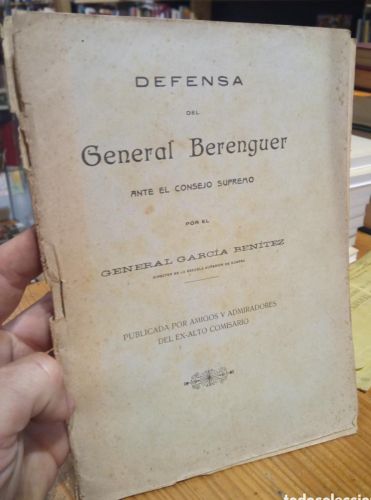 DEFENSA
DEL
General Berenguer
ANTE EL CONSEJO SUPREMO
POR EL
GENERAL GARCÍA BENÍTEZ
DIRECTOR DE LA ESCUELA SUPERIOR DE GUERRA
PUBLICADA POR AMIGOS Y ADMIRADORES
DEL EX-ALTO COMISARIO
todocoleccion